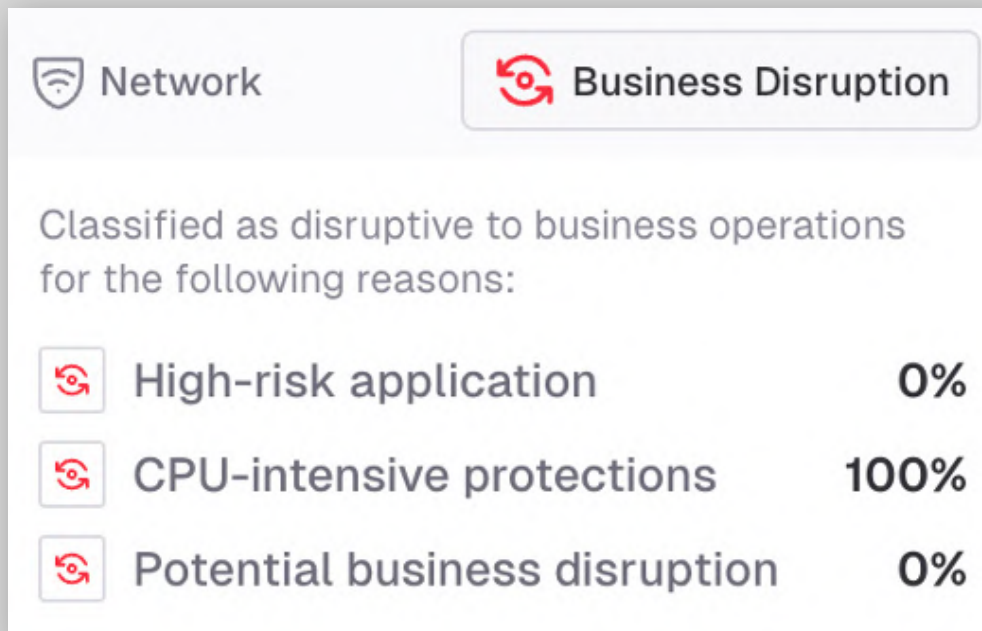 Network
Business Disruption
Classified as disruptive to business operations
for the following reasons:
High-risk application 0%
CPU-intensive protections 100%
Potential business disruption 0%